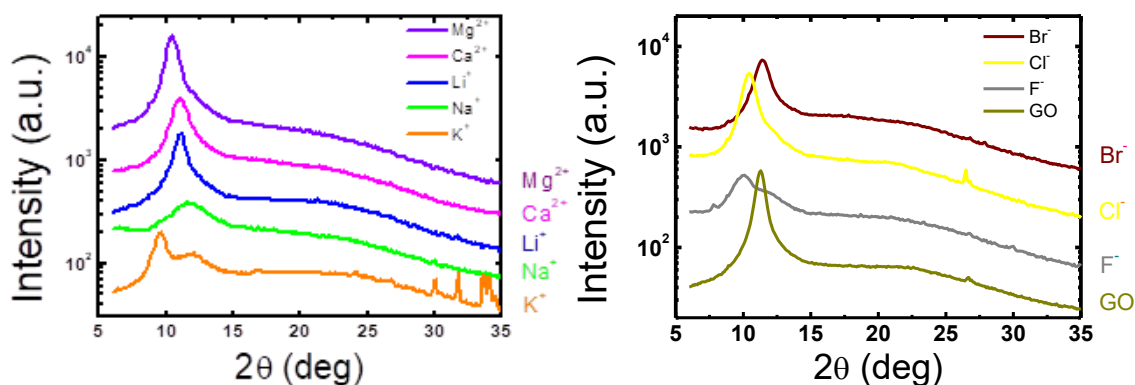 Intensity (a.u.)
10⁴
10³
10²
5 10 15 20 25 30 35
2θ (deg)
Mg²⁺
Ca²⁺
Li⁺
Na⁺
K⁺
Mg²⁺
Ca²⁺
Li⁺
Na⁺
K⁺
Intensity (a.u.)
10⁴
10³
10²
5 10 15 20 25 30 35
2θ (deg)
Br⁻
Cl⁻
F⁻
GO
Br⁻
Cl⁻
F⁻
GO